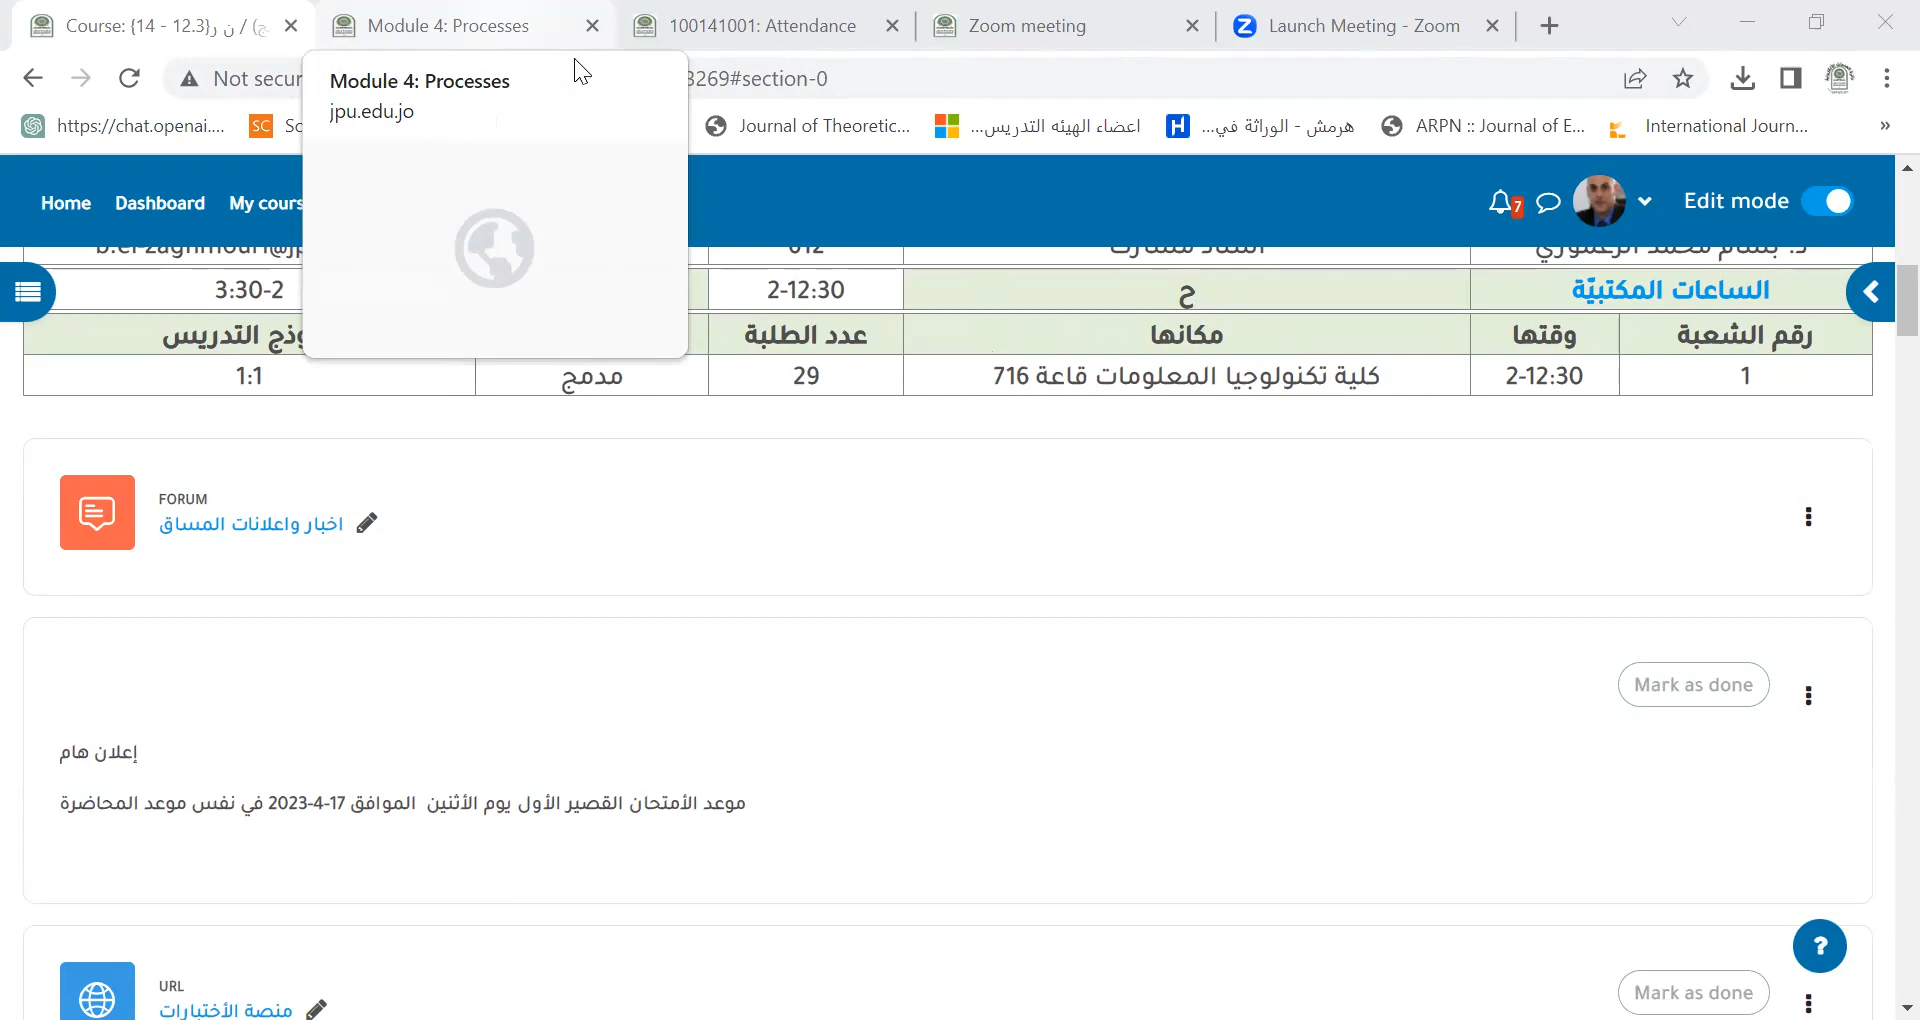 Course: {14 - 12.3}
Module 4: Processes
100141001: Attendance
Zoom meeting
Launch Meeting - Zoom
Not secur
3269#section-0
Module 4: Processes
jpu.edu.jo
https://chat.openai....
SC
Journal of Theoretic...
اعضاء الهيئه التدريس...
H
هرمش - الوراثة في...
ARPN :: Journal of E...
International Journ...
»
Home
Dashboard
My cours
7
Edit mode
الساعات المكتبيّة
ح
2-12:30
3:30-2
رقم الشعبة
وقتها
مكانها
عدد الطلبة
التدريس
1
2-12:30
كلية تكنولوجيا المعلومات قاعة 716
29
مدمج
1:1
FORUM
اخبار واعلانات المساق
Mark as done
إعلان هام
موعد الأمتحان القصير الأول يوم الأثنين الموافق 17-4-2023 في نفس موعد المحاضرة
?
URL
Mark as done
منصة الأختبارات